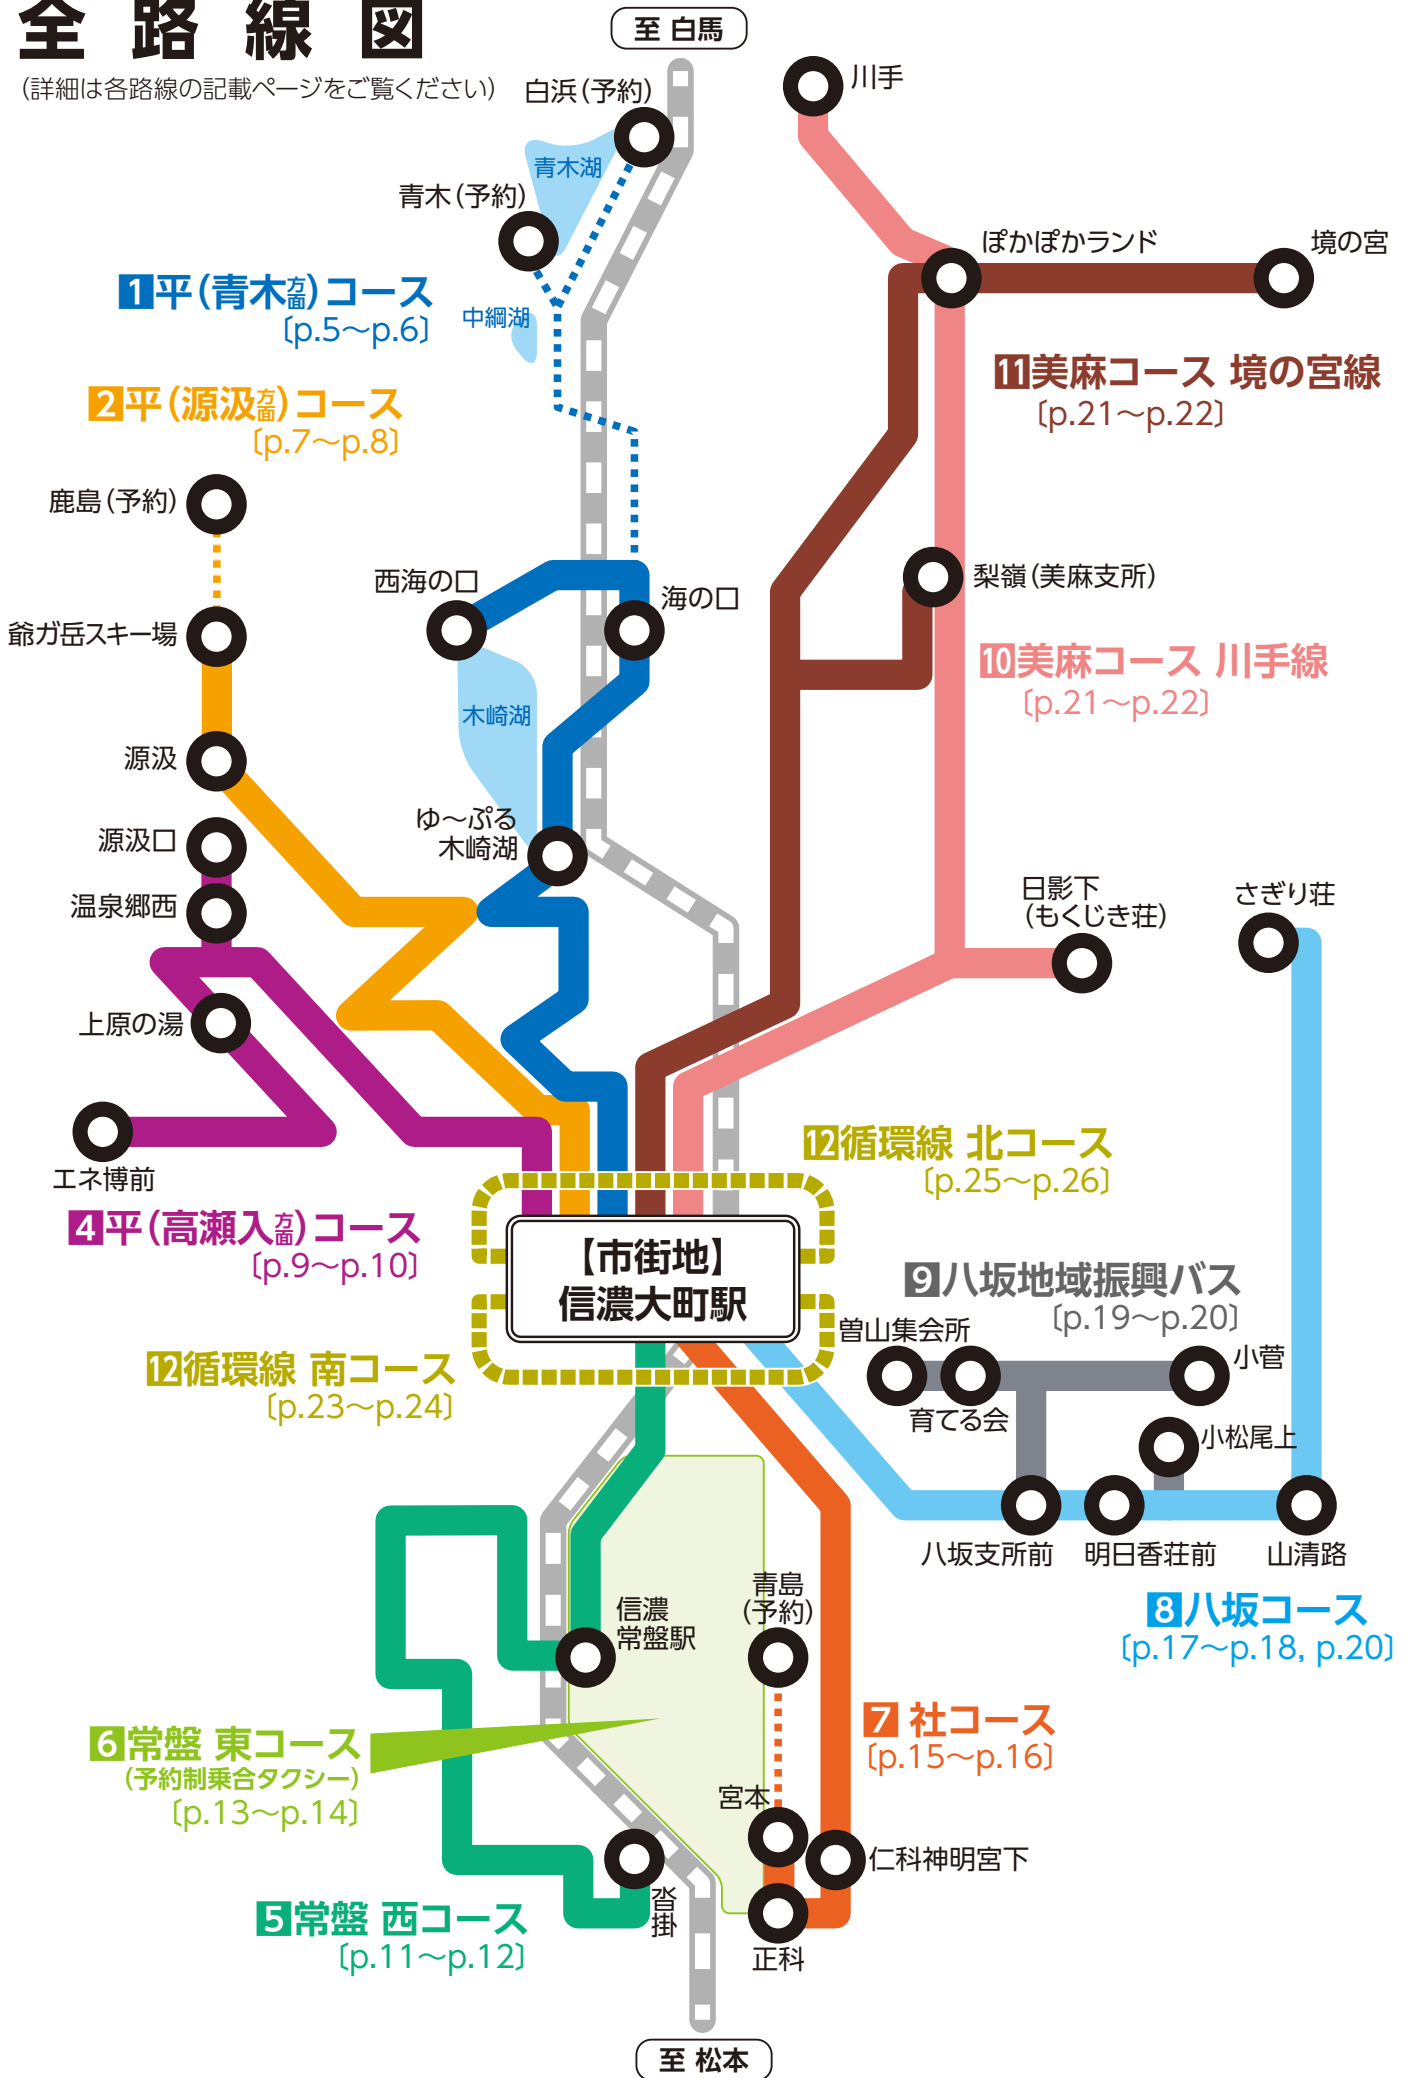 全路線図
(詳細は各路線の記載ページをご覧ください)
至 白馬
白浜(予約)
川手
青木湖
青木(予約)
ぽかぽかランド
境の宮
1平(青木方面)コース
〔p.5〜p.6〕
中綱湖
11美麻コース 境の宮線
〔p.21〜p.22〕
2平(源汲方面)コース
〔p.7〜p.8〕
鹿島(予約)
西海の口
海の口
梨嶺(美麻支所)
爺ガ岳スキー場
10美麻コース 川手線
〔p.21〜p.22〕
木崎湖
源汲
ゆ〜ぷる
木崎湖
源汲口
温泉郷西
日影下
(もくじき荘)
さぎり荘
上原の湯
エネ博前
12循環線 北コース
〔p.25〜p.26〕
4平(高瀬入方面)コース
〔p.9〜p.10〕
【市街地】
信濃大町駅
9八坂地域振興バス
〔p.19〜p.20〕
曽山集会所
小菅
12循環線 南コース
〔p.23〜p.24〕
育てる会
小松尾上
八坂支所前
明日香荘前
山清路
8八坂コース
〔p.17〜p.18, p.20〕
青島
(予約)
信濃
常盤駅
7 社コース
〔p.15〜p.16〕
6常盤 東コース
(予約制乗合タクシー)
〔p.13〜p.14〕
宮本
仁科神明宮下
沓掛
5常盤 西コース
〔p.11〜p.12〕
正科
至 松本